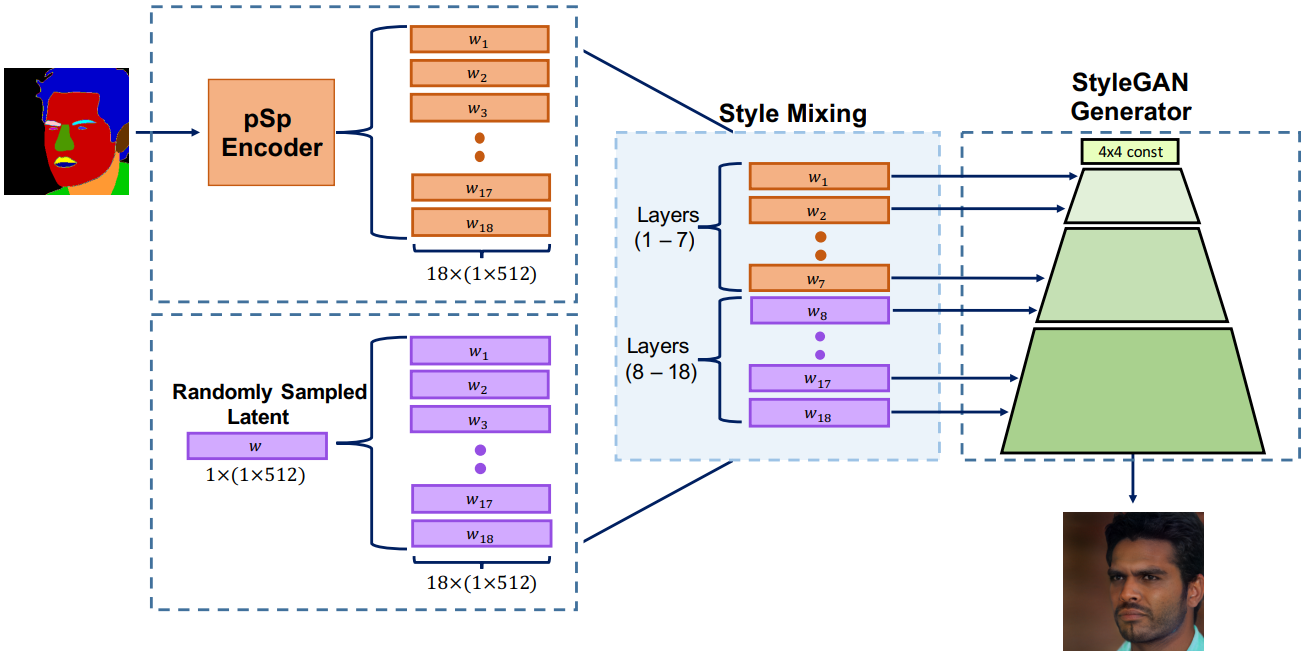 pSp
Encoder
w₁
w₂
w₃
w₁₇
w₁₈
18×(1×512)
Randomly Sampled
Latent
w
1×(1×512)
w₁
w₂
w₃
w₁₇
w₁₈
18×(1×512)
Style Mixing
Layers
(1 – 7)
w₁
w₂
w₇
Layers
(8 – 18)
w₈
w₁₇
w₁₈
StyleGAN
Generator
4x4 const